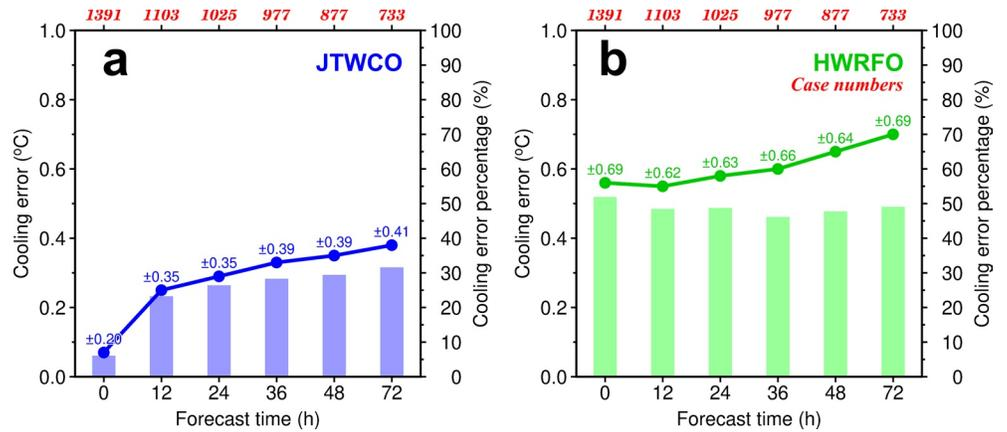 1391 1103 1025 977 877 733
1.0 100
a JTWCO
90
0.8 80
70
0.6 60
50
0.4 40
30
0.2 20
10
0.0 0
±0.20 ±0.35 ±0.35 ±0.39 ±0.39 ±0.41
0 12 24 36 48 72
Forecast time (h)
Cooling error (ºC)
Cooling error percentage (%)
1391 1103 1025 977 877 733
1.0 100
b HWRFO
90
Case numbers
0.8 80
70
0.6 60
50
0.4 40
30
0.2 20
10
0.0 0
±0.69 ±0.62 ±0.63 ±0.66 ±0.64 ±0.69
0 12 24 36 48 72
Forecast time (h)
Cooling error (ºC)
Cooling error percentage (%)